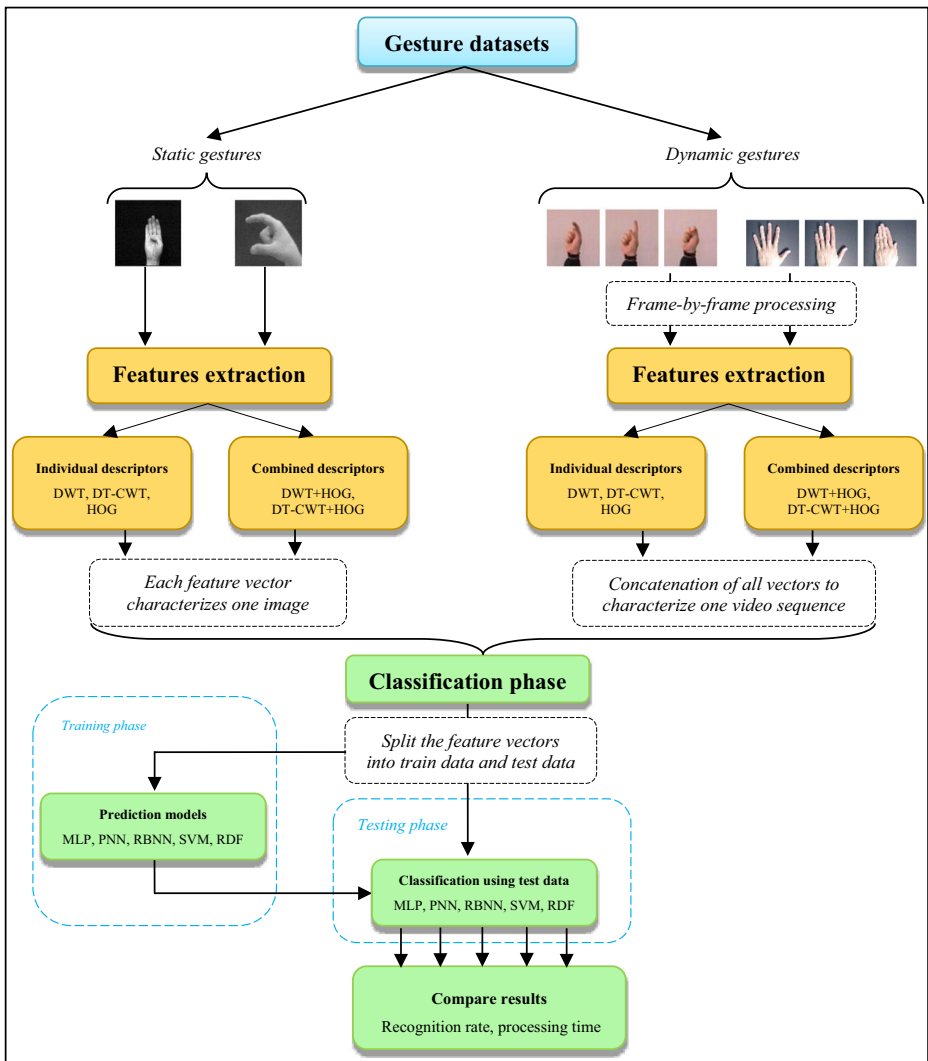 Gesture datasets
Static gestures
Dynamic gestures
Frame-by-frame processing
Features extraction
Features extraction
Individual descriptors
DWT, DT-CWT,
HOG
Combined descriptors
DWT+HOG,
DT-CWT+HOG
Individual descriptors
DWT, DT-CWT,
HOG
Combined descriptors
DWT+HOG,
DT-CWT+HOG
Each feature vector
characterizes one image
Concatenation of all vectors to
characterize one video sequence
Classification phase
Training phase
Split the feature vectors
into train data and test data
Prediction models
MLP, PNN, RBNN, SVM, RDF
Testing phase
Classification using test data
MLP, PNN, RBNN, SVM, RDF
Compare results
Recognition rate, processing time